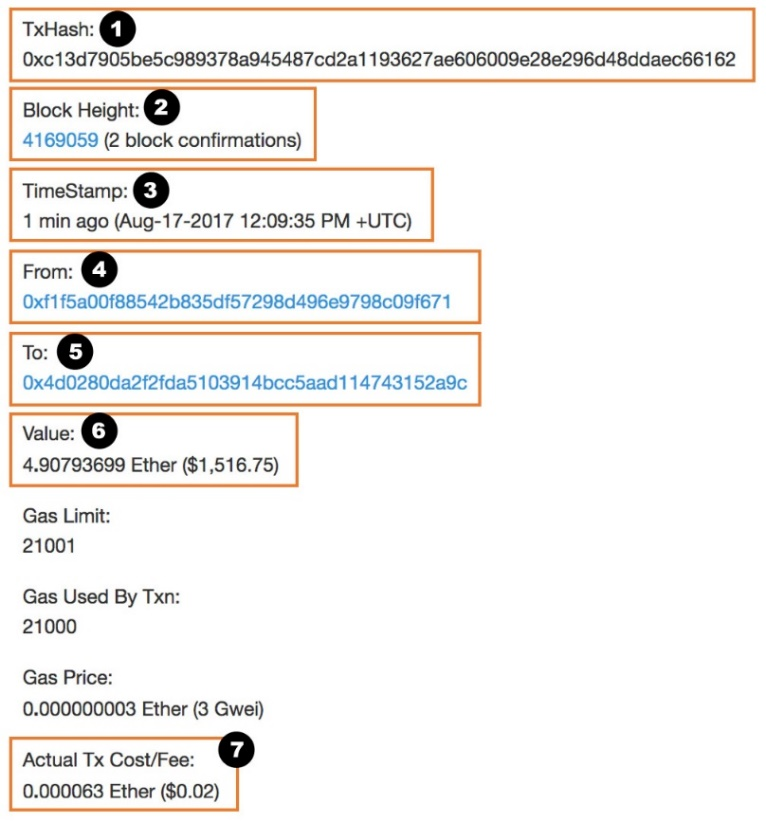 TxHash: 1
0xc13d7905be5c989378a945487cd2a1193627ae606009e28e296d48ddaec66162
Block Height: 2
4169059 (2 block confirmations)
TimeStamp: 3
1 min ago (Aug-17-2017 12:09:35 PM +UTC)
From: 4
0xf1f5a00f88542b835df57298d496e9798c09f671
To: 5
0x4d0280da2f2fda5103914bcc5aad114743152a9c
Value: 6
4.90793699 Ether ($1,516.75)
Gas Limit:
21001
Gas Used By Txn:
21000
Gas Price:
0.000000003 Ether (3 Gwei)
Actual Tx Cost/Fee: 7
0.000063 Ether ($0.02)